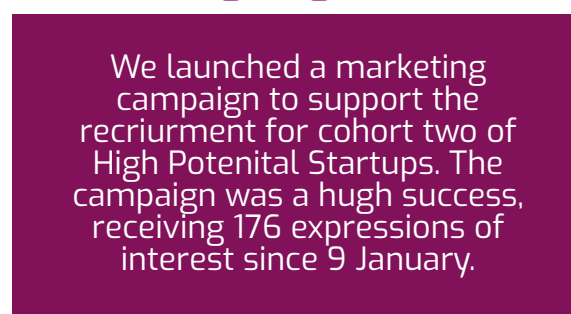 We launched a marketing
campaign to support the
recriurment for cohort two of
High Potenital Startups. The
campaign was a hugh success,
receiving 176 expressions of
interest since 9 January.